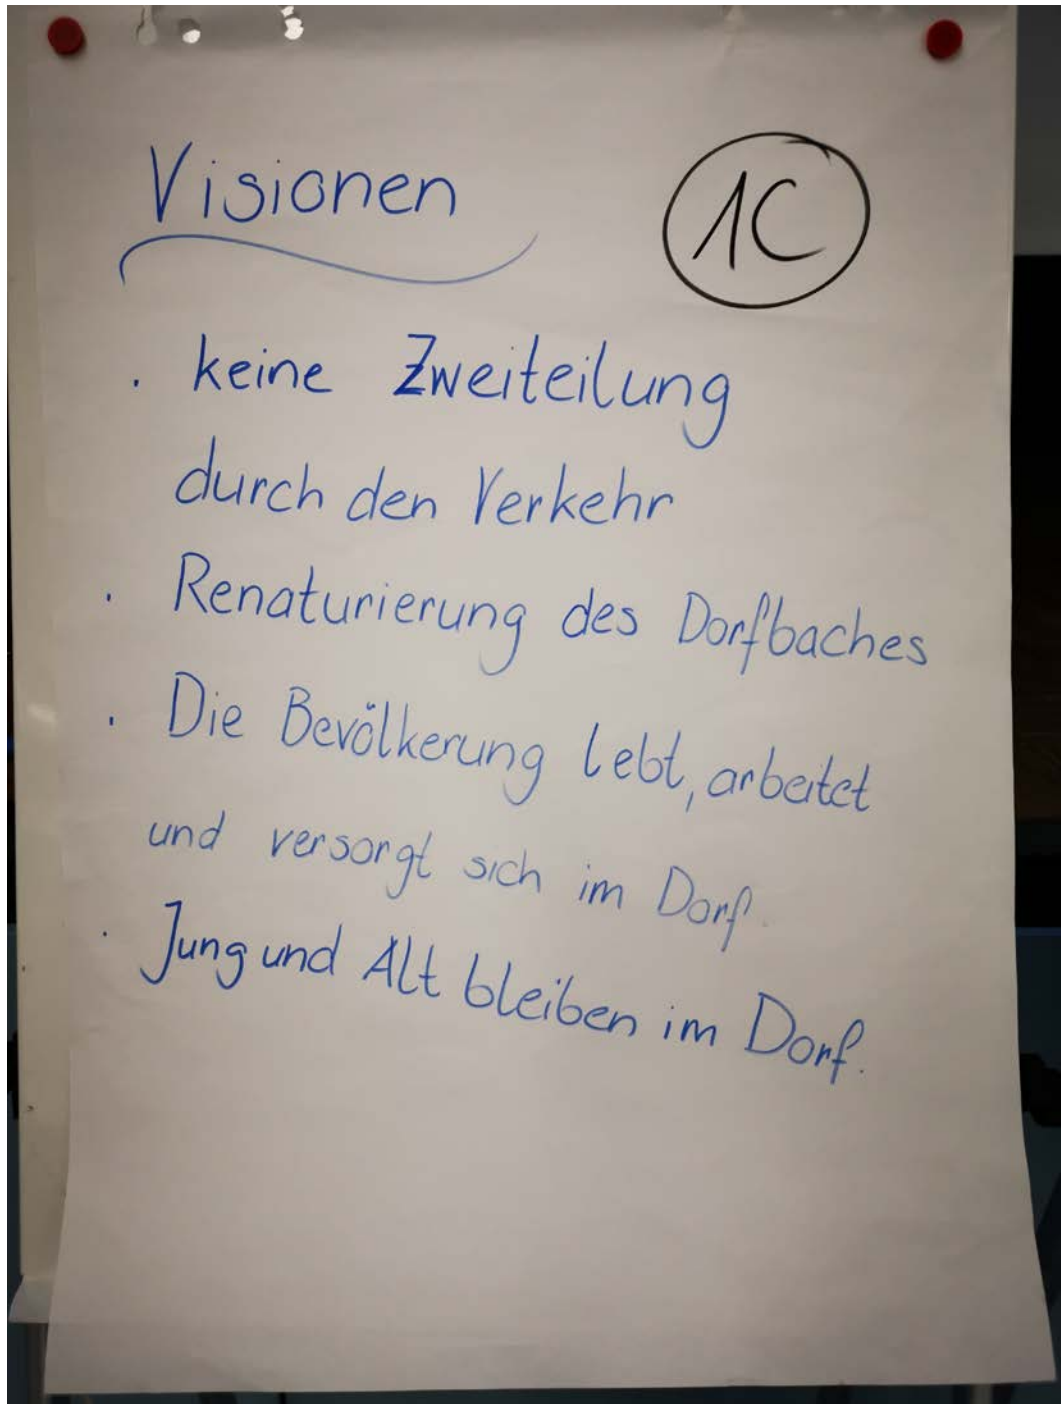 Visionen
1C
. keine Zweiteilung
durch den Verkehr
. Renaturierung des Dorfbaches
. Die Bevölkerung lebt, arbeitet
und versorgt sich im Dorf.
. Jung und Alt bleiben im Dorf.